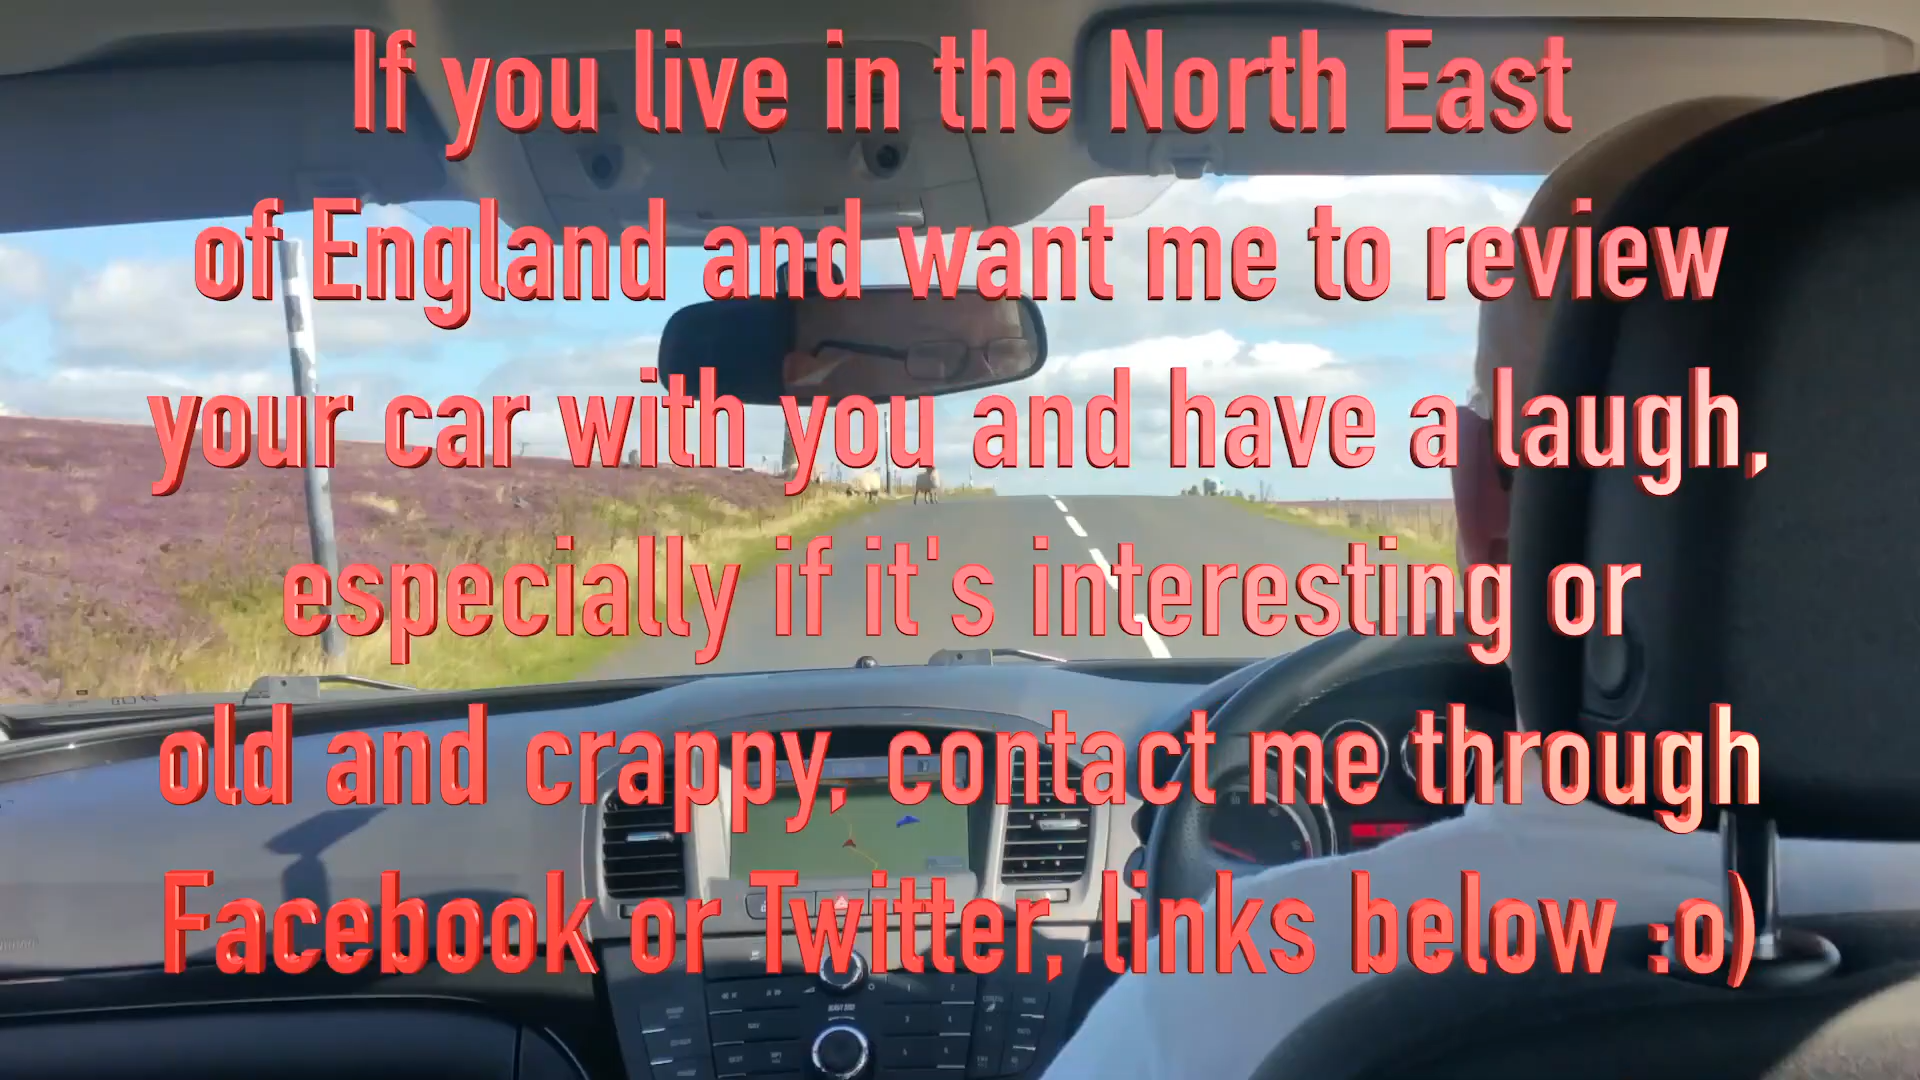 If you live in the North East
of England and want me to review
your car with you and have a laugh,
especially if it's interesting or
old and crappy, contact me through
Facebook or Twitter, links below :o)